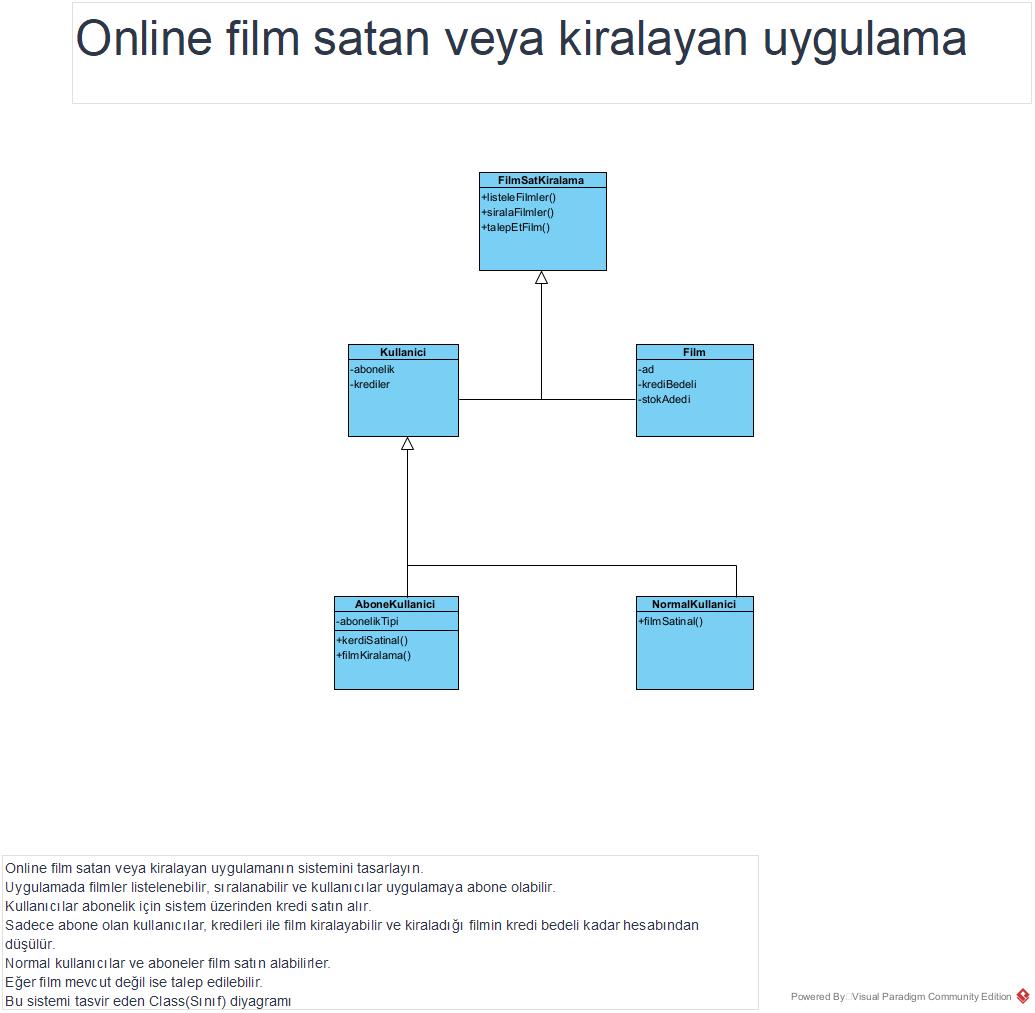 Online film satan veya kiralayan uygulama
FilmSatKiralama
+listeleFilmler()
+siralaFilmler()
+talepEtFilm()
Kullanici
-abonelik
-krediler
Film
-ad
-krediBedeli
-stokAdedi
AboneKullanici
-abonelikTipi
+kerdiSatinal()
+filmKiralama()
NormalKullanici
+filmSatinal()
Online film satan veya kiralayan uygulamanın sistemini tasarlayın.
Uygulamada filmler listelenebilir, sıralanabilir ve kullanıcılar uygulamaya abone olabilir.
Kullanıcılar abonelik için sistem üzerinden kredi satın alır.
Sadece abone olan kullanıcılar, kredileri ile film kiralayabilir ve kiraladığı filmin kredi bedeli kadar hesabından
düşülür.
Normal kullanıcılar ve aboneler film satın alabilirler.
Eğer film mevcut değil ise talep edilebilir.
Bu sistemi tasvir eden Class(Sınıf) diyagramı
Powered By Visual Paradigm Community Edition